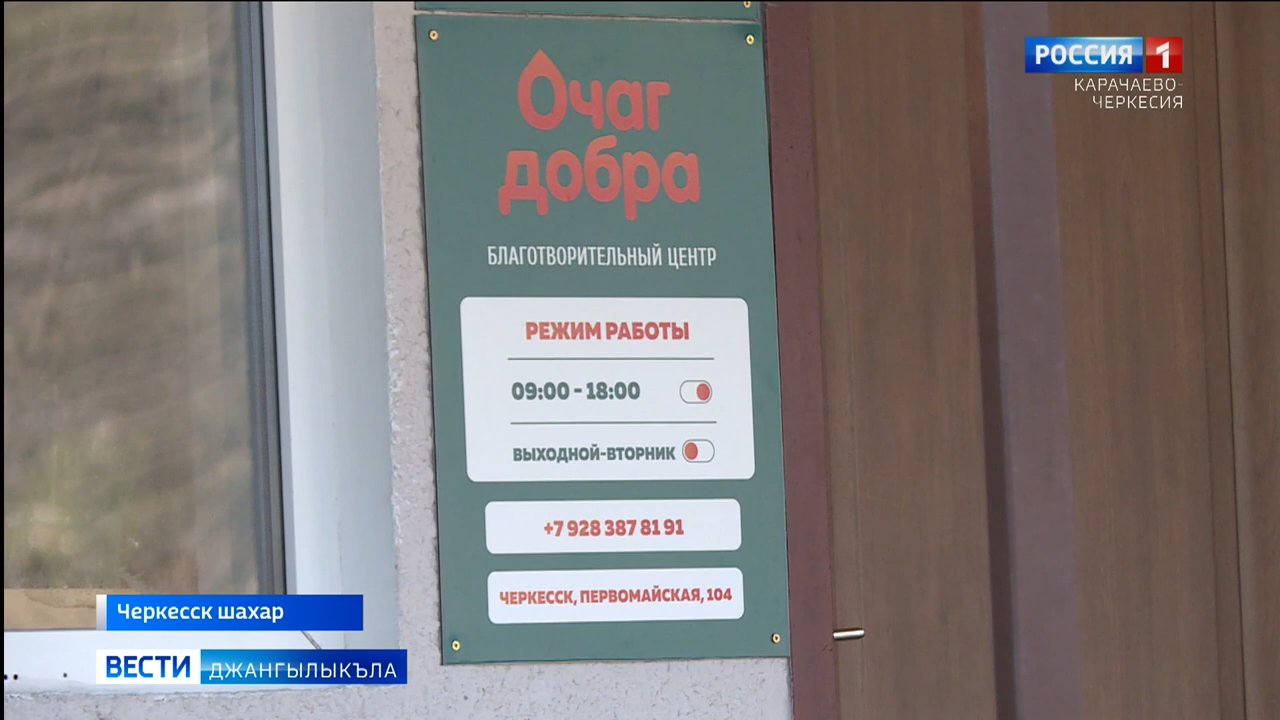 РОССИЯ 1
КАРАЧАЕВО-
ЧЕРКЕСИЯ
Очаг
добра
БЛАГОТВОРИТЕЛЬНЫЙ ЦЕНТР
РЕЖИМ РАБОТЫ
09:00 - 18:00
ВЫХОДНОЙ-ВТОРНИК
+7 928 387 81 91
ЧЕРКЕССК, ПЕРВОМАЙСКАЯ, 104
Черкесск шахар
ВЕСТИ ДЖАНГЫЛЫКЪЛА